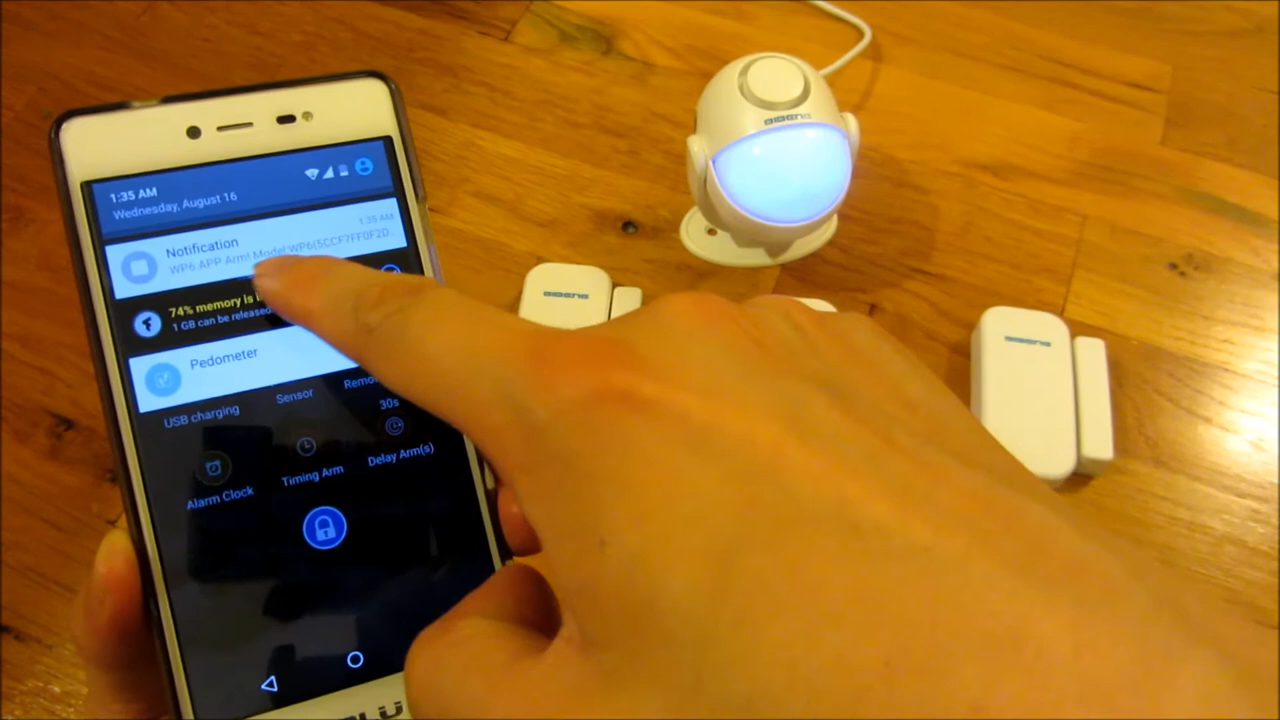 1:35 AM
Wednesday, August 16
Notification
1:35 AM
WP6.APP Arm! Model:WP6(5CCF7FF0F2D...
74% memory is
1 GB can be released
Pedometer
USB charging
Sensor
30s
Alarm Clock
Timing Arm
Delay Arm(s)
BLU